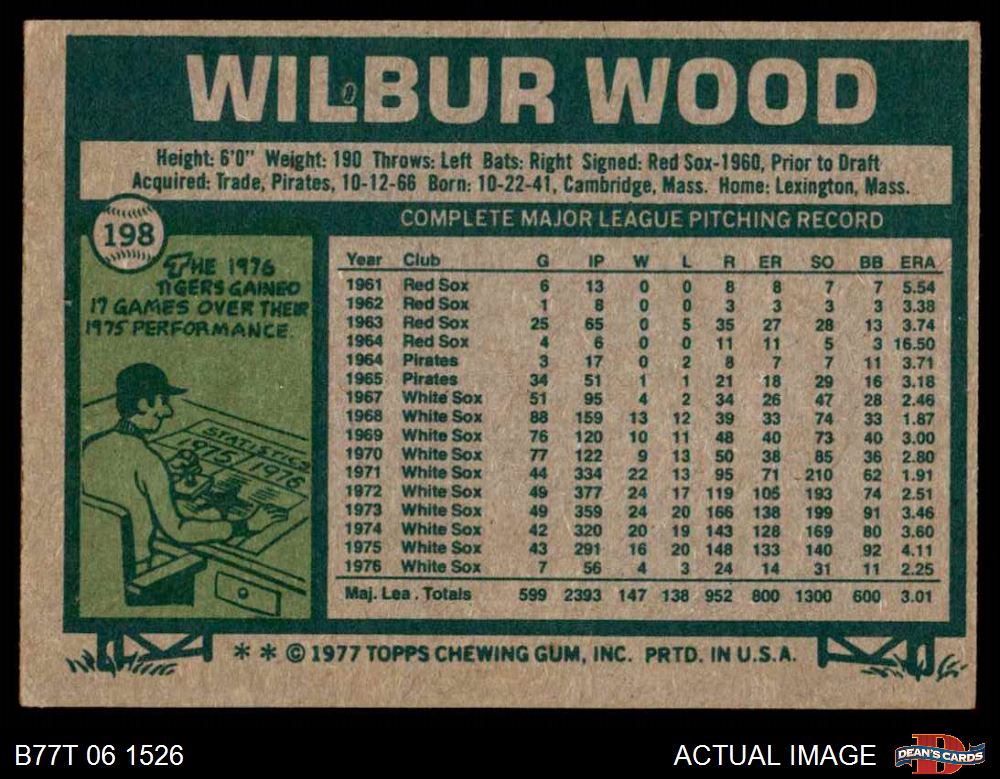 WILBUR WOOD
Height: 6'0" Weight: 190 Throws: Left Bats: Right Signed: Red Sox-1960, Prior to Draft
Acquired: Trade, Pirates, 10-12-66 Born: 10-22-41, Cambridge, Mass. Home: Lexington, Mass.
198
THE 1976
TIGERS GAINED
17 GAMES OVER THEIR
1975 PERFORMANCE.
STATISTICS
1975 1976
COMPLETE MAJOR LEAGUE PITCHING RECORD
Year Club G IP W L R ER SO BB ERA
1961 Red Sox 6 13 0 0 8 8 7 7 5.54
1962 Red Sox 1 8 0 0 3 3 3 3 3.38
1963 Red Sox 25 65 0 5 35 27 28 13 3.74
1964 Red Sox 4 6 0 0 11 11 5 3 16.50
1964 Pirates 3 17 0 2 8 7 7 11 3.71
1965 Pirates 34 51 1 1 21 18 29 16 3.18
1967 White Sox 51 95 4 2 34 26 47 28 2.46
1968 White Sox 88 159 13 12 39 33 74 33 1.87
1969 White Sox 76 120 10 11 48 40 73 40 3.00
1970 White Sox 77 122 9 13 50 38 85 36 2.80
1971 White Sox 44 334 22 13 95 71 210 62 1.91
1972 White Sox 49 377 24 17 119 105 193 74 2.51
1973 White Sox 49 359 24 20 166 138 199 91 3.46
1974 White Sox 42 320 20 19 143 128 169 80 3.60
1975 White Sox 43 291 16 20 148 133 140 92 4.11
1976 White Sox 7 56 4 3 24 14 31 11 2.25
Maj. Lea. Totals 599 2393 147 138 952 800 1300 600 3.01
** © 1977 TOPPS CHEWING GUM, INC. PRTD. IN U.S.A.
B77T 06 1526
ACTUAL IMAGE
D
DEAN'S CARDS